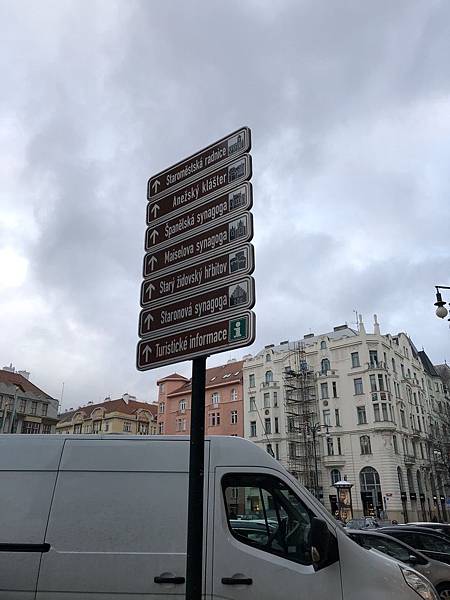 Staroměstská radnice
Anežský klášter
Španělská synagoga
Maiselova synagoga
Starý židovský hřbitov
Staronová synagoga
Turistické informace